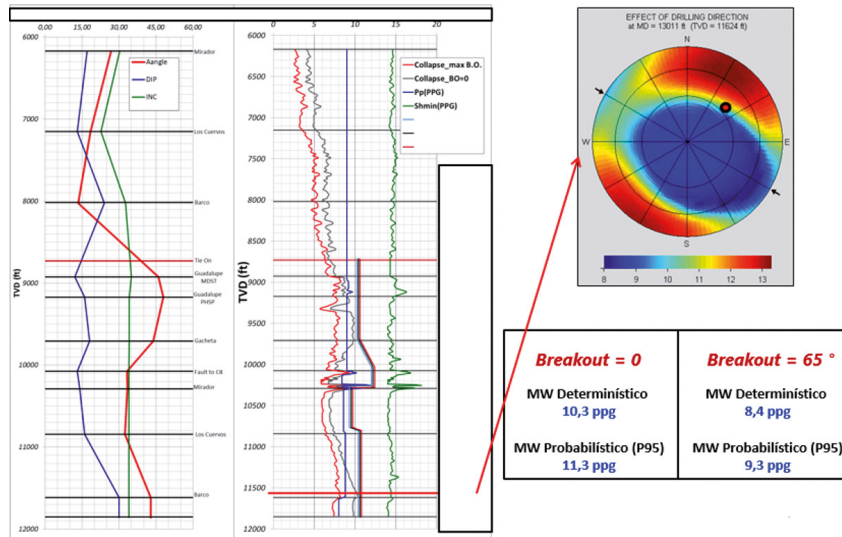 0,00 15,00 30,00 45,00 60,00
6000
7000
8000
9000
10000
11000
12000
TVD (ft)
Aangle
DIP
INC
Mirador
Los Cuervos
Barco
Tie On
Guadalupe
MDST
Guadalupe
PHSP
Gacheta
Fault to CB
Mirador
Los Cuervos
Barco
0 5 10 15 20
6000
6500
7000
7500
8000
8500
9000
9500
10000
10500
11000
11500
12000
TVD (ft)
Collapse_max B.O.
Collapse_BO=0
Pp(PPG)
Shmin(PPG)
EFFECT OF DRILLING DIRECTION
at MD = 13011 ft (TVD = 11624 ft)
N
W
E
S
8 9 10 11 12 13
Breakout = 0
MW Determinístico
10,3 ppg
MW Probabilístico (P95)
11,3 ppg
Breakout = 65 °
MW Determinístico
8,4 ppg
MW Probabilístico (P95)
9,3 ppg